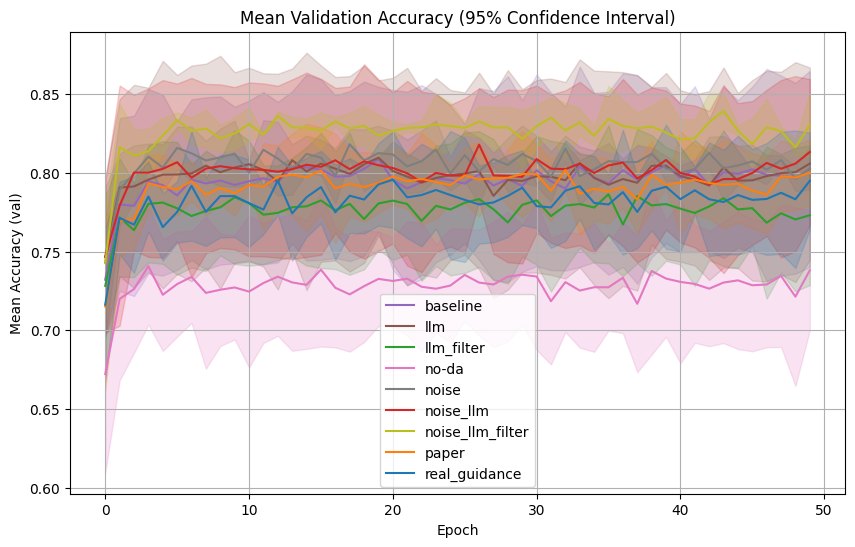 Mean Validation Accuracy (95% Confidence Interval)
Mean Accuracy (val)
0.85
0.80
0.75
0.70
0.65
0.60
baseline
llm
llm_filter
no-da
noise
noise_llm
noise_llm_filter
paper
real_guidance
0 10 20 30 40 50
Epoch